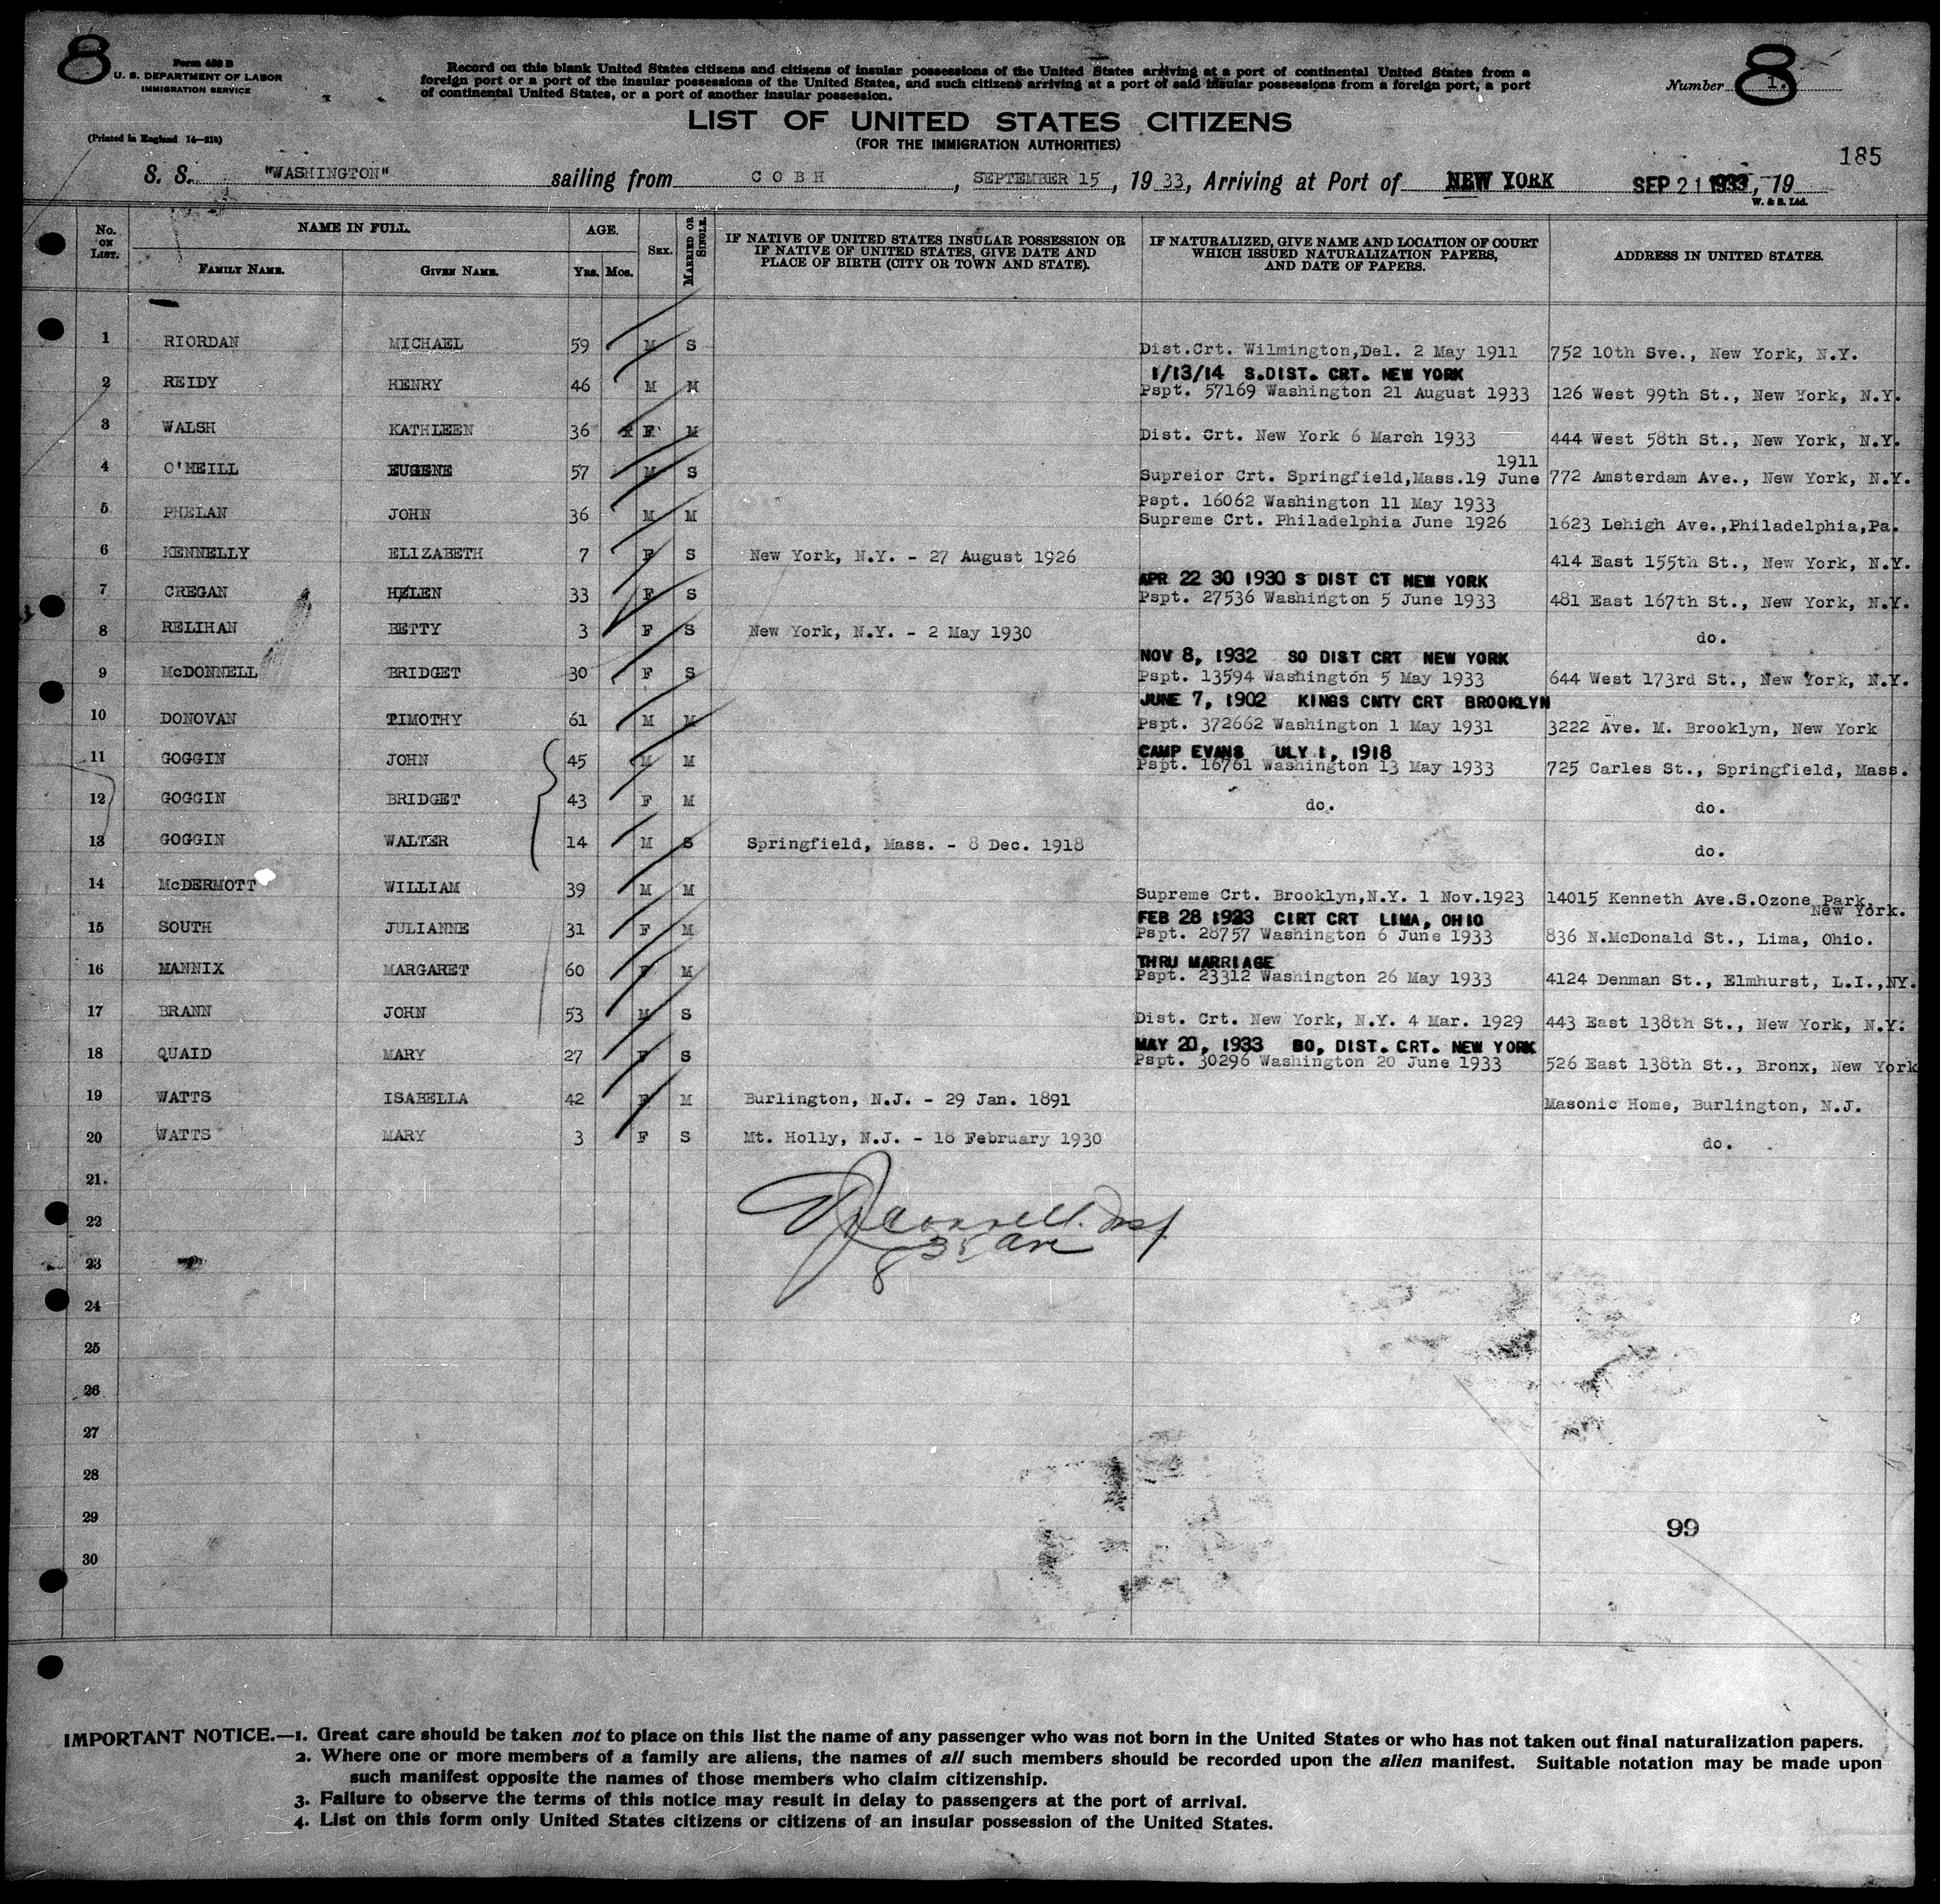 8
Form 630 B
U. S. DEPARTMENT OF LABOR
IMMIGRATION SERVICE
(Printed in England 14—218)
Record on this blank United States citizens and citizens of insular possessions of the United States arriving at a port of continental United States from a
foreign port or a port of the insular possessions of the United States, and such citizens arriving at a port of said insular possessions from a foreign port, a port
of continental United States, or a port of another insular possession.
Number 1. 8
LIST OF UNITED STATES CITIZENS
(FOR THE IMMIGRATION AUTHORITIES)
185
S. S. "WASHINGTON" sailing from COBH, SEPTEMBER 15, 19 33, Arriving at Port of NEW YORK SEP 21 1933, 19
W. & S. Ltd.
No. ON LIST. NAME IN FULL. FAMILY NAME. GIVEN NAME. AGE. Yrs. Mos. SEX. MARRIED OR SINGLE. IF NATIVE OF UNITED STATES INSULAR POSSESSION OR IF NATIVE OF UNITED STATES, GIVE DATE AND PLACE OF BIRTH (CITY OR TOWN AND STATE). IF NATURALIZED, GIVE NAME AND LOCATION OF COURT WHICH ISSUED NATURALIZATION PAPERS, AND DATE OF PAPERS. ADDRESS IN UNITED STATES.
1 RIORDAN MICHAEL 59 M S Dist.Crt. Wilmington,Del. 2 May 1911 752 10th Sve., New York, N.Y.
1/13/14 S.DIST. CRT. NEW YORK
2 REIDY HENRY 46 M M Pspt. 57169 Washington 21 August 1933 126 West 99th St., New York, N.Y.
3 WALSH KATHLEEN 36 F M Dist. Crt. New York 6 March 1933 444 West 58th St., New York, N.Y.
1911
4 O'NEILL EUGENE 57 M S Supreior Crt. Springfield,Mass.19 June 772 Amsterdam Ave., New York, N.Y.
Pspt. 16062 Washington 11 May 1933
5 PHELAN JOHN 36 M M Supreme Crt. Philadelphia June 1926 1623 Lehigh Ave.,Philadelphia,Pa.
6 KENNELLY ELIZABETH 7 F S New York, N.Y. - 27 August 1926 414 East 155th St., New York, N.Y.
APR 22 30 1930 S DIST CT NEW YORK
7 CREGAN HELEN 33 F S Pspt. 27536 Washington 5 June 1933 481 East 167th St., New York, N.Y.
8 RELIHAN BETTY 3 F S New York, N.Y. - 2 May 1930 do.
NOV 8, 1932 SO DIST CRT NEW YORK
9 McDONNELL BRIDGET 30 F S Pspt. 13594 Washington 5 May 1933 644 West 173rd St., New York, N.Y.
JUNE 7, 1902 KINGS CNTY CRT BROOKLYN
10 DONOVAN TIMOTHY 61 M M Pspt. 372662 Washington 1 May 1931 3222 Ave. M. Brooklyn, New York
CAMP EVANS ULY 1, 1918
11 GOGGIN JOHN 45 M M Pspt. 16761 Washington 13 May 1933 725 Carles St., Springfield, Mass.
12 GOGGIN BRIDGET 43 F M do. do.
13 GOGGIN WALTER 14 M S Springfield, Mass. - 8 Dec. 1918 do.
14 McDERMOTT WILLIAM 39 M M Supreme Crt. Brooklyn,N.Y. 1 Nov.1923 14015 Kenneth Ave.S.Ozone Park,
New York.
FEB 28 1923 CIRT CRT LIMA, OHIO
15 SOUTH JULIANNE 31 F M Pspt. 28757 Washington 6 June 1933 836 N.McDonald St., Lima, Ohio.
THRU MARRIAGE
16 MANNIX MARGARET 60 F M Pspt. 23312 Washington 26 May 1933 4124 Denman St., Elmhurst, L.I.,NY.
17 BRANN JOHN 53 M S Dist. Crt. New York, N.Y. 4 Mar. 1929 443 East 138th St., New York, N.Y.
MAY 20, 1933 SO, DIST. CRT. NEW YORK
18 QUAID MARY 27 F S Pspt. 30296 Washington 20 June 1933 526 East 138th St., Bronx, New York
19 WATTS ISABELLA 42 F M Burlington, N.J. - 29 Jan. 1891 Masonic Home, Burlington, N.J.
20 WATTS MARY 3 F S Mt. Holly, N.J. - 18 February 1930 do.
21.
22
23
24
25
26
27
28
29
99
30
IMPORTANT NOTICE.—1. Great care should be taken not to place on this list the name of any passenger who was not born in the United States or who has not taken out final naturalization papers.
2. Where one or more members of a family are aliens, the names of all such members should be recorded upon the alien manifest. Suitable notation may be made upon
such manifest opposite the names of those members who claim citizenship.
3. Failure to observe the terms of this notice may result in delay to passengers at the port of arrival.
4. List on this form only United States citizens or citizens of an insular possession of the United States.